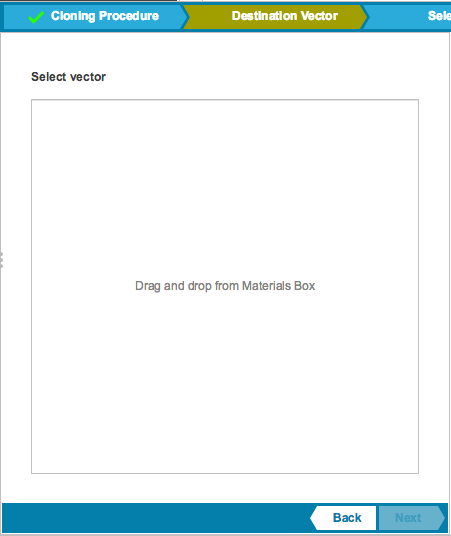 Cloning Procedure
Destination Vector
Sele
Select vector
Drag and drop from Materials Box
Back
Next